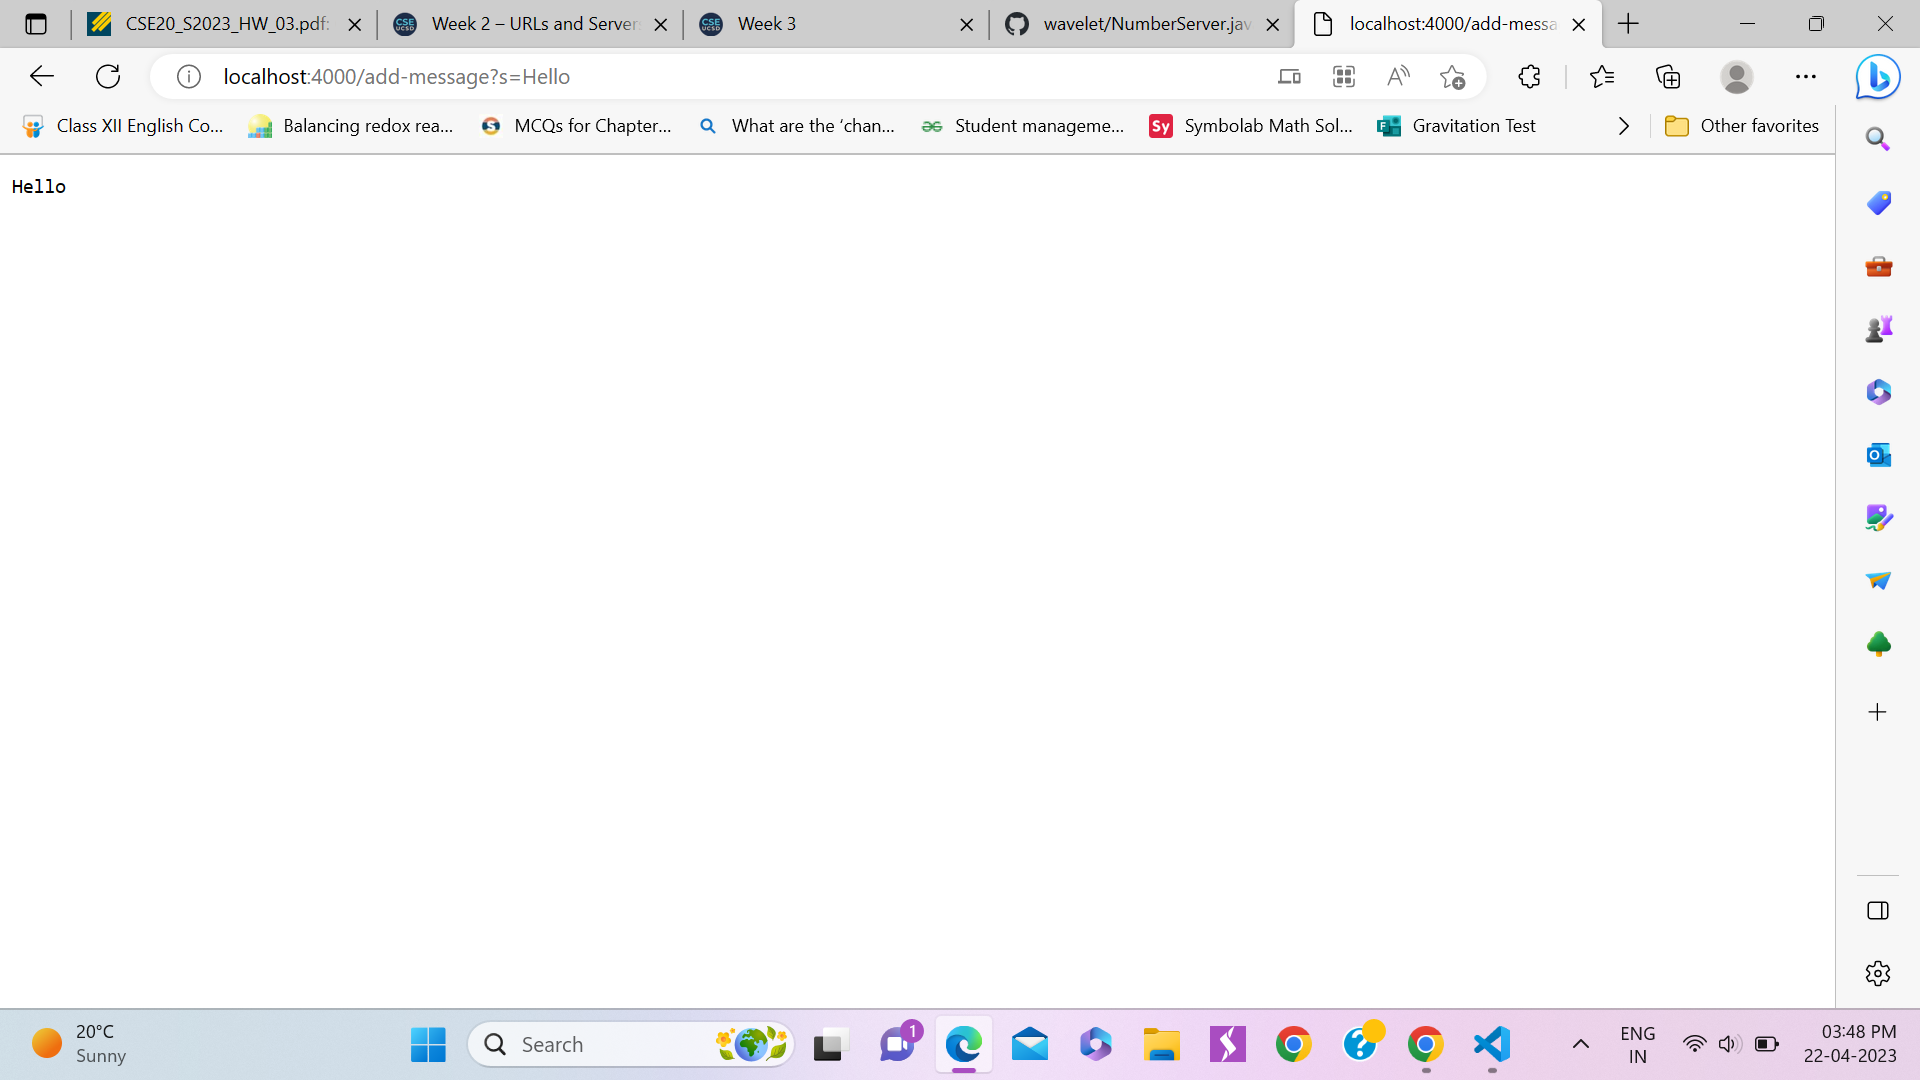 CSE20_S2023_HW_03.pdf:
Week 2 – URLs and Server
Week 3
wavelet/NumberServer.jav
localhost:4000/add-messa
localhost:4000/add-message?s=Hello
Class XII English Co...
Balancing redox rea...
MCQs for Chapter...
What are the ‘chan...
Student manageme...
Sy Symbolab Math Sol...
Gravitation Test
Other favorites
Hello
20°C
Sunny
Search
1
ENG
IN
03:48 PM
22-04-2023